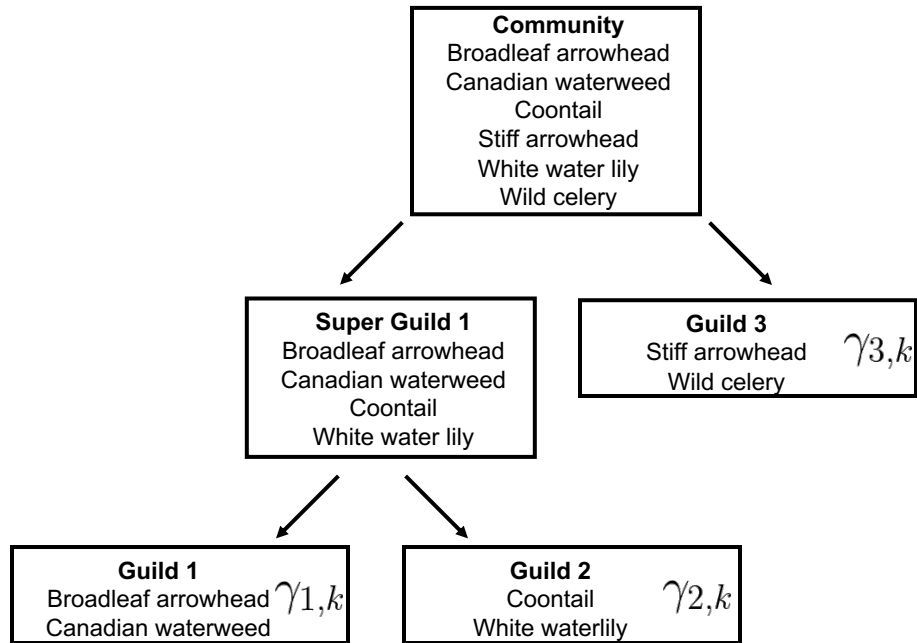 Community
Broadleaf arrowhead
Canadian waterweed
Coontail
Stiff arrowhead
White water lily
Wild celery
Super Guild 1
Broadleaf arrowhead
Canadian waterweed
Coontail
White water lily
Guild 3
Stiff arrowhead
Wild celery
γ3,k
Guild 1
Broadleaf arrowhead
Canadian waterweed
γ1,k
Guild 2
Coontail
White waterlily
γ2,k